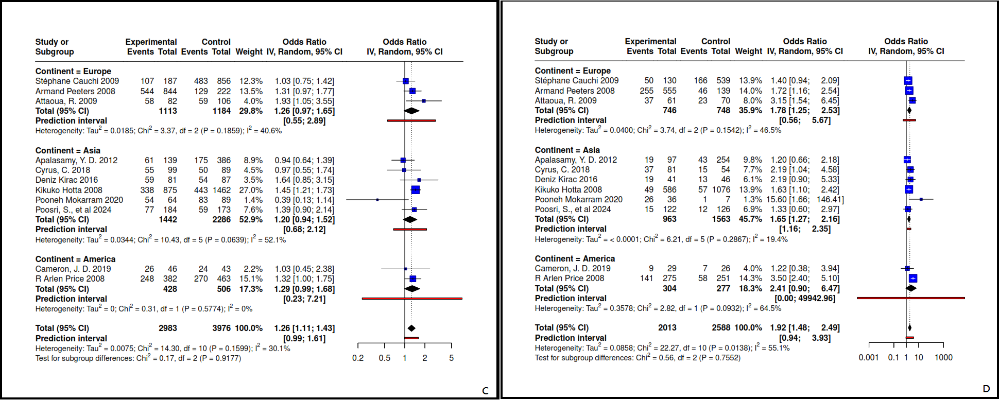 Study or Experimental Control Odds Ratio Odds Ratio
Subgroup Events Total Events Total Weight IV, Random, 95% CI IV, Random, 95% CI
Continent = Europe
Stéphane Cauchi 2009 107 187 483 856 12.3% 1.03 [0.75; 1.42]
Armand Peeters 2008 544 844 129 222 13.5% 1.31 [0.97; 1.77]
Attaoua, R. 2009 58 82 59 106 4.0% 1.93 [1.05; 3.55]
Total (95% CI) 1113 1184 29.8% 1.26 [0.97; 1.65]
Prediction interval [0.55; 2.89]
Heterogeneity: Tau² = 0.0185; Chi² = 3.37, df = 2 (P = 0.1859); I² = 40.6%
Continent = Asia
Apalasamy, Y. D. 2012 61 139 175 386 8.9% 0.94 [0.64; 1.39]
Cyrus, C. 2018 55 99 50 89 4.5% 0.97 [0.55; 1.74]
Deniz Kirac 2016 59 81 54 87 3.5% 1.64 [0.85; 3.15]
Kikuko Hotta 2008 338 875 443 1462 27.0% 1.45 [1.21; 1.73]
Pooneh Mokarram 2020 54 64 83 89 1.4% 0.39 [0.13; 1.14]
Poosri, S., et al 2024 77 184 59 173 7.6% 1.39 [0.90; 2.14]
Total (95% CI) 1442 2286 52.9% 1.20 [0.94; 1.52]
Prediction interval [0.68; 2.12]
Heterogeneity: Tau² = 0.0344; Chi² = 10.43, df = 5 (P = 0.0639); I² = 52.1%
Continent = America
Cameron, J. D. 2019 26 46 24 43 2.2% 1.03 [0.45; 2.38]
R Arlen Price 2008 248 382 270 463 15.1% 1.32 [1.00; 1.75]
Total (95% CI) 428 506 17.3% 1.29 [0.99; 1.68]
Prediction interval [0.23; 7.21]
Heterogeneity: Tau² = 0; Chi² = 0.31, df = 1 (P = 0.5774); I² = 0%
Total (95% CI) 2983 3976 100.0% 1.26 [1.11; 1.43]
Prediction interval [0.99; 1.61]
Heterogeneity: Tau² = 0.0075; Chi² = 14.30, df = 10 (P = 0.1599); I² = 30.1%
Test for subgroup differences: Chi² = 0.17, df = 2 (P = 0.9177)
0.2 0.5 1 2 5
C
Study or Experimental Control Odds Ratio Odds Ratio
Subgroup Events Total Events Total Weight IV, Random, 95% CI IV, Random, 95% CI
Continent = Europe
Stéphane Cauchi 2009 50 130 166 539 13.9% 1.40 [0.94; 2.09]
Armand Peeters 2008 255 555 46 139 14.0% 1.72 [1.16; 2.54]
Attaoua, R. 2009 37 61 23 70 8.0% 3.15 [1.54; 6.45]
Total (95% CI) 746 748 35.9% 1.78 [1.25; 2.53]
Prediction interval [0.56; 5.67]
Heterogeneity: Tau² = 0.0400; Chi² = 3.74, df = 2 (P = 0.1542); I² = 46.5%
Continent = Asia
Apalasamy, Y. D. 2012 19 97 43 254 9.8% 1.20 [0.66; 2.18]
Cyrus, C. 2018 37 81 15 54 7.7% 2.19 [1.04; 4.58]
Deniz Kirac 2016 19 41 13 46 6.1% 2.19 [0.90; 5.33]
Kikuko Hotta 2008 49 586 57 1076 13.9% 1.63 [1.10; 2.42]
Pooneh Mokarram 2020 26 36 1 7 1.3% 15.60 [1.66; 146.41]
Poosri, S., et al 2024 15 122 12 126 6.9% 1.33 [0.60; 2.97]
Total (95% CI) 963 1563 45.7% 1.65 [1.27; 2.16]
Prediction interval [1.16; 2.35]
Heterogeneity: Tau² = < 0.0001; Chi² = 6.21, df = 5 (P = 0.2867); I² = 19.4%
Continent = America
Cameron, J. D. 2019 9 29 7 26 4.0% 1.22 [0.38; 3.94]
R Arlen Price 2008 141 275 58 251 14.3% 3.50 [2.40; 5.10]
Total (95% CI) 304 277 18.3% 2.41 [0.90; 6.47]
Prediction interval [0.00; 49942.96]
Heterogeneity: Tau² = 0.3578; Chi² = 2.82, df = 1 (P = 0.0932); I² = 64.5%
Total (95% CI) 2013 2588 100.0% 1.92 [1.48; 2.49]
Prediction interval [0.94; 3.93]
Heterogeneity: Tau² = 0.0858; Chi² = 22.27, df = 10 (P = 0.0138); I² = 55.1%
Test for subgroup differences: Chi² = 0.56, df = 2 (P = 0.7552)
0.001 0.1 1 10 1000
D